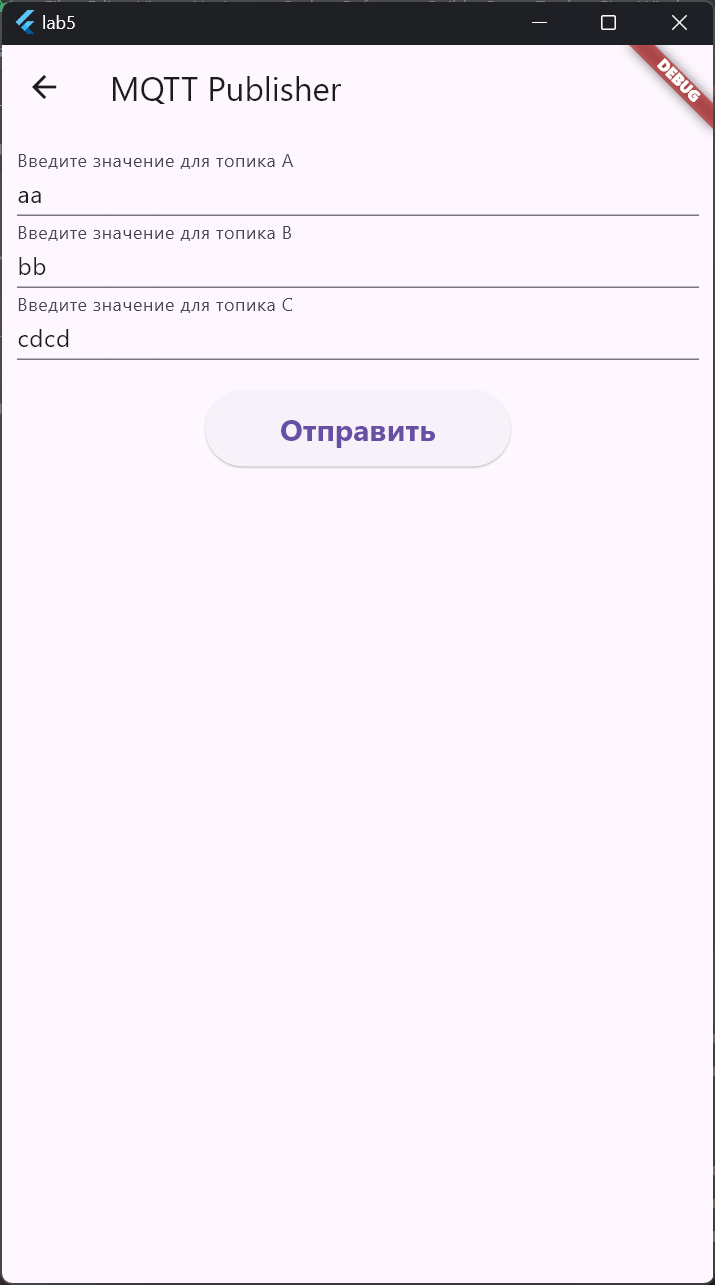 lab5
DEBUG
MQTT Publisher
Введите значение для топика A
aa
Введите значение для топика B
bb
Введите значение для топика C
cdcd
Отправить